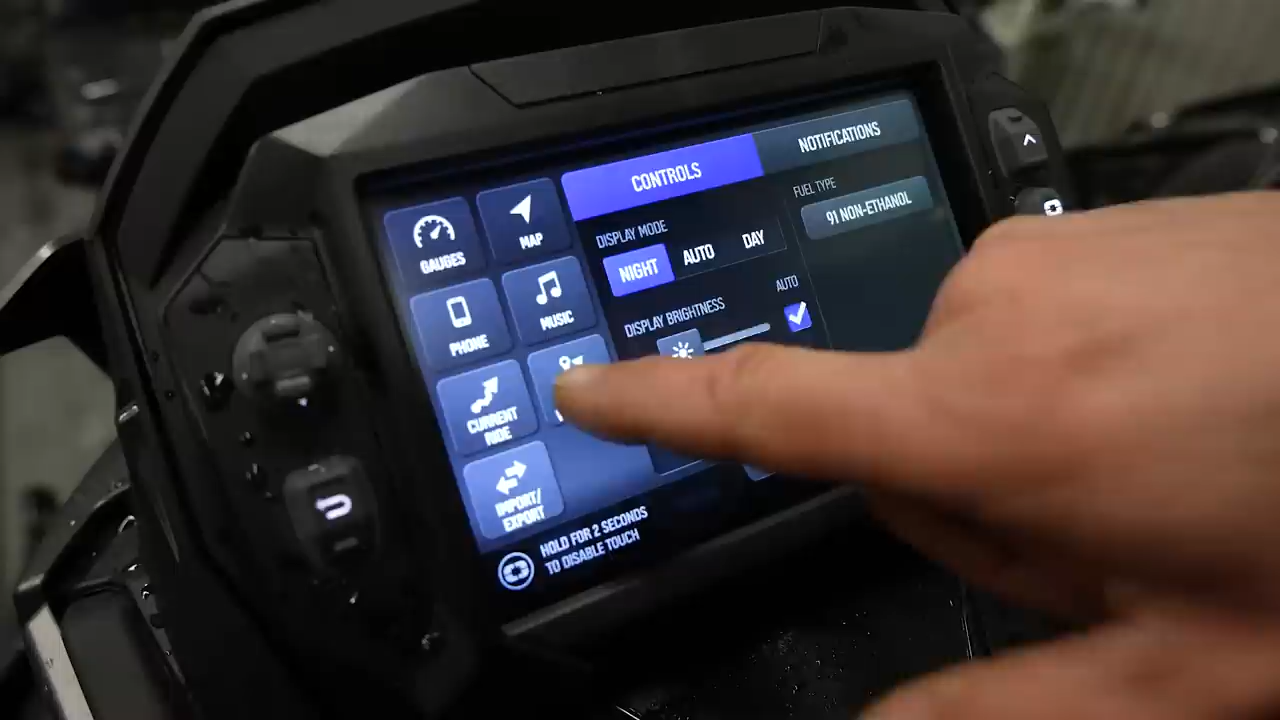 CONTROLS
NOTIFICATIONS
GAUGES
MAP
PHONE
MUSIC
CURRENT
RIDE
IMPORT/
EXPORT
DISPLAY MODE
NIGHT
AUTO
DAY
DISPLAY BRIGHTNESS
AUTO
FUEL TYPE
91 NON-ETHANOL
HOLD FOR 2 SECONDS
TO DISABLE TOUCH